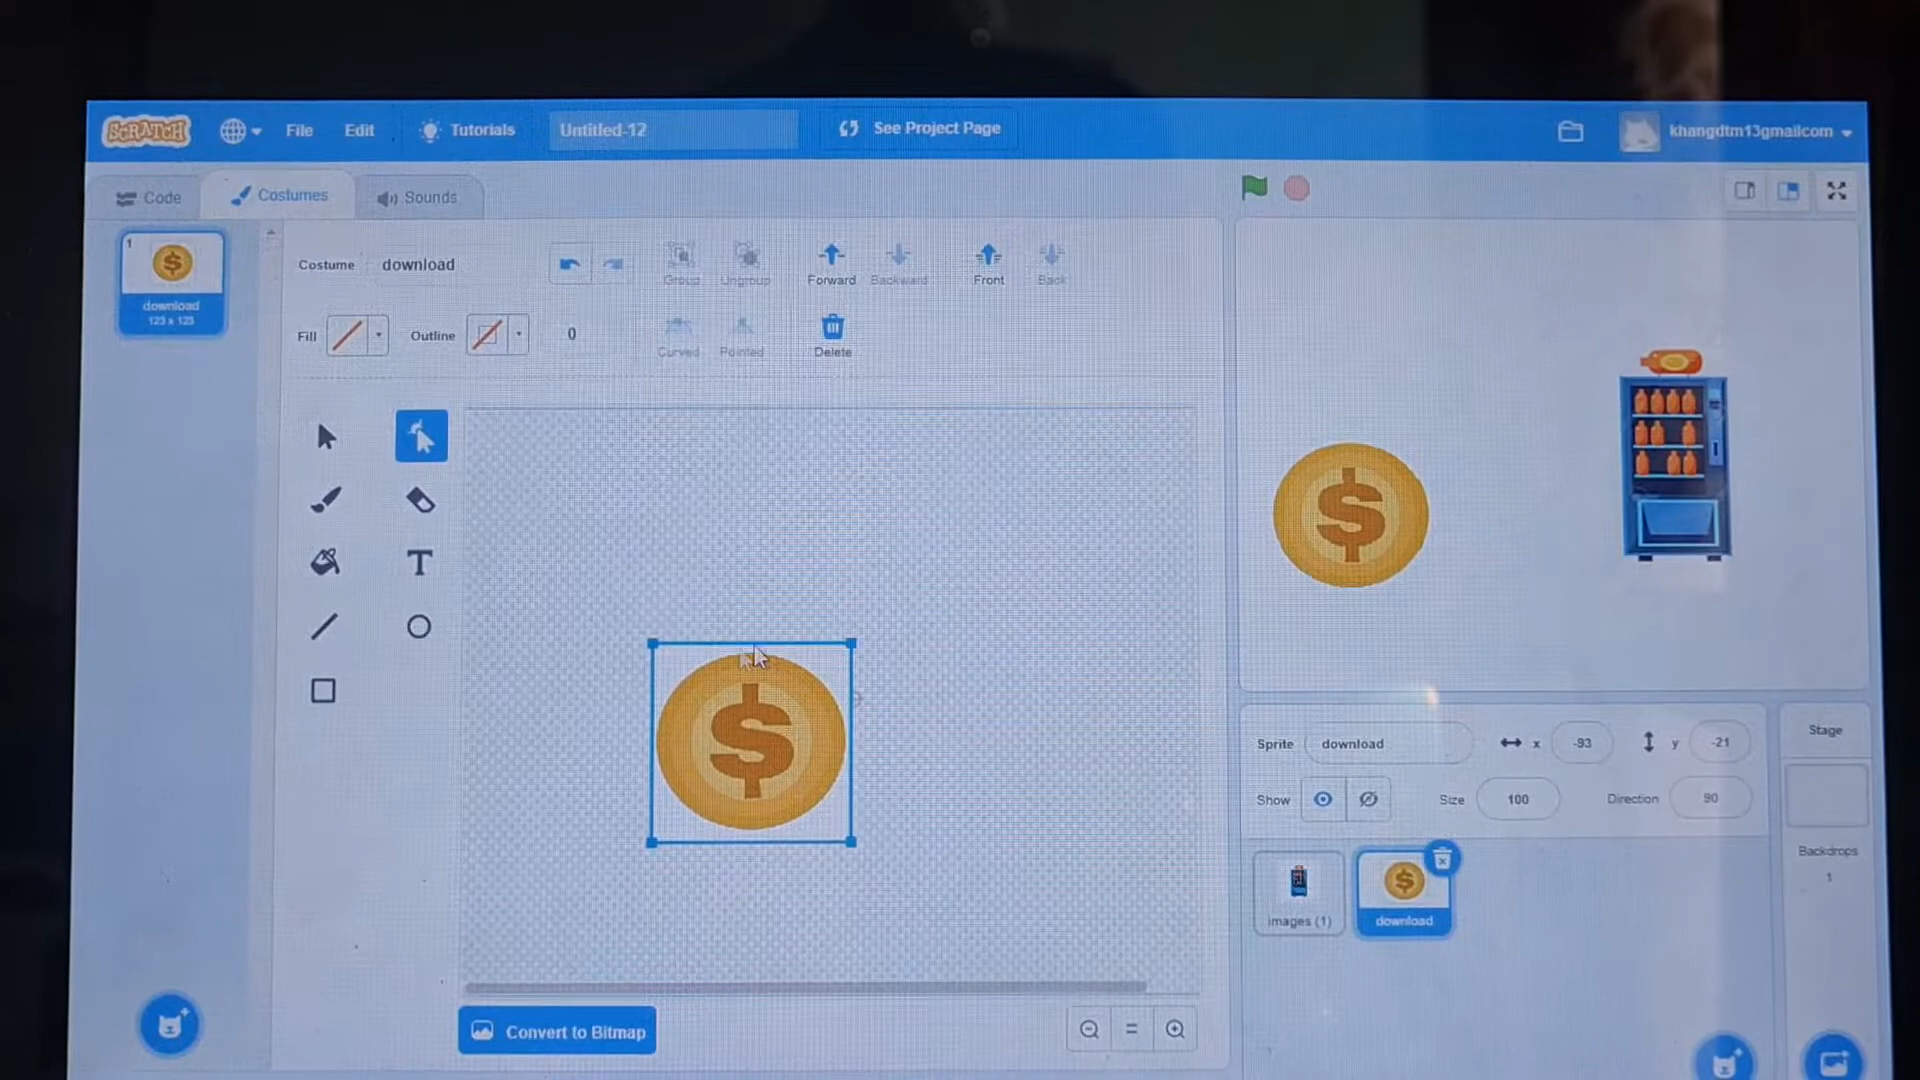 SCRATCH File Edit Tutorials Untitled-12 See Project Page khangdtm13gmailcom
Code Costumes Sounds
1
download
123 x 123
Costume download Group Ungroup Forward Backward Front Back
Fill Outline 0 Curved Pointed Delete
$
$
$
Convert to Bitmap
Sprite download x -93 y -21
Show Size 100 Direction 90
images (1)
$
download
Stage
Backdrops
1